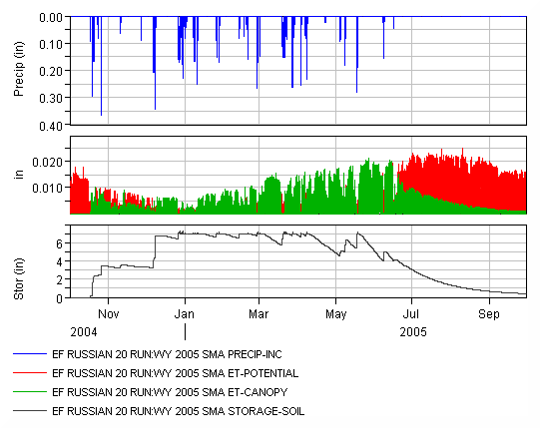 0.00
0.10
0.20
0.30
0.40
Precip (in)
0.020
0.010
in
6
4
2
0
Stor (in)
Nov Jan Mar May Jul Sep
2004 2005
EF RUSSIAN 20 RUN:WY 2005 SMA PRECIP-INC
EF RUSSIAN 20 RUN:WY 2005 SMA ET-POTENTIAL
EF RUSSIAN 20 RUN:WY 2005 SMA ET-CANOPY
EF RUSSIAN 20 RUN:WY 2005 SMA STORAGE-SOIL